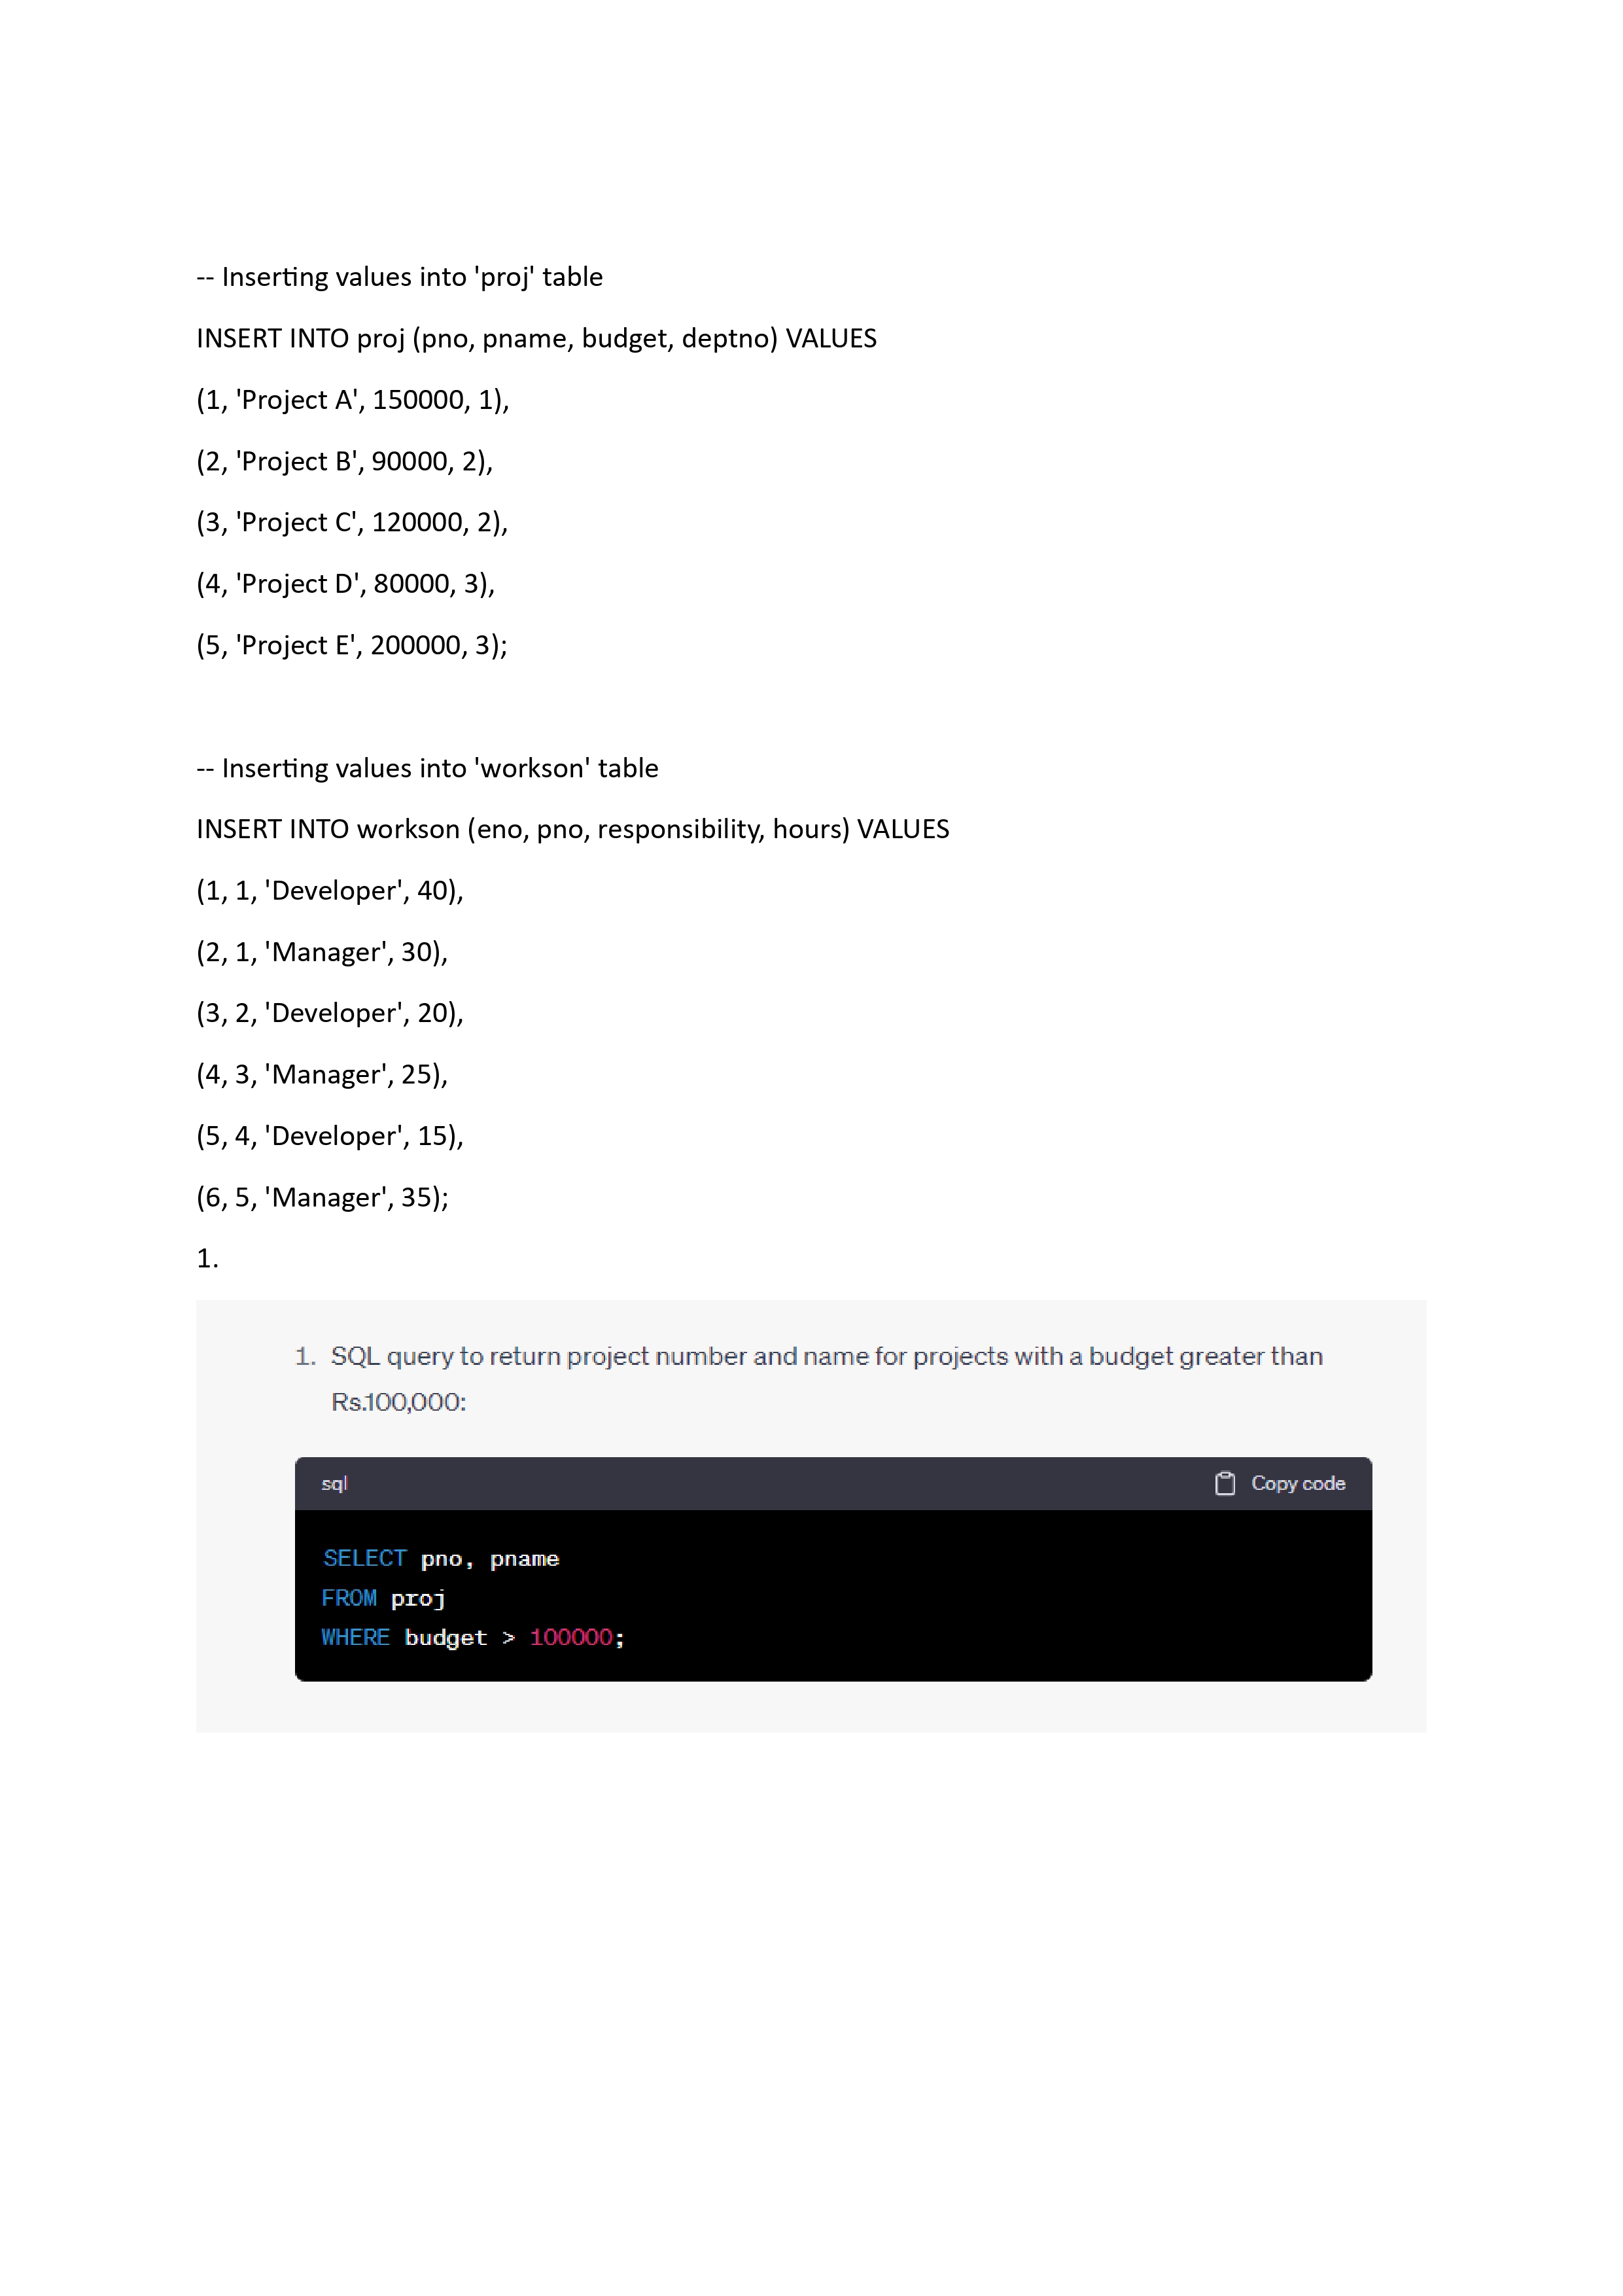 -- Inserting values into 'proj' table
INSERT INTO proj (pno, pname, budget, deptno) VALUES
(1, 'Project A', 150000, 1),
(2, 'Project B', 90000, 2),
(3, 'Project C', 120000, 2),
(4, 'Project D', 80000, 3),
(5, 'Project E', 200000, 3);
-- Inserting values into 'workson' table
INSERT INTO workson (eno, pno, responsibility, hours) VALUES
(1, 1, 'Developer', 40),
(2, 1, 'Manager', 30),
(3, 2, 'Developer', 20),
(4, 3, 'Manager', 25),
(5, 4, 'Developer', 15),
(6, 5, 'Manager', 35);
1.
1. SQL query to return project number and name for projects with a budget greater than
Rs.100,000:
sql Copy code
SELECT pno, pname
FROM proj
WHERE budget > 100000;